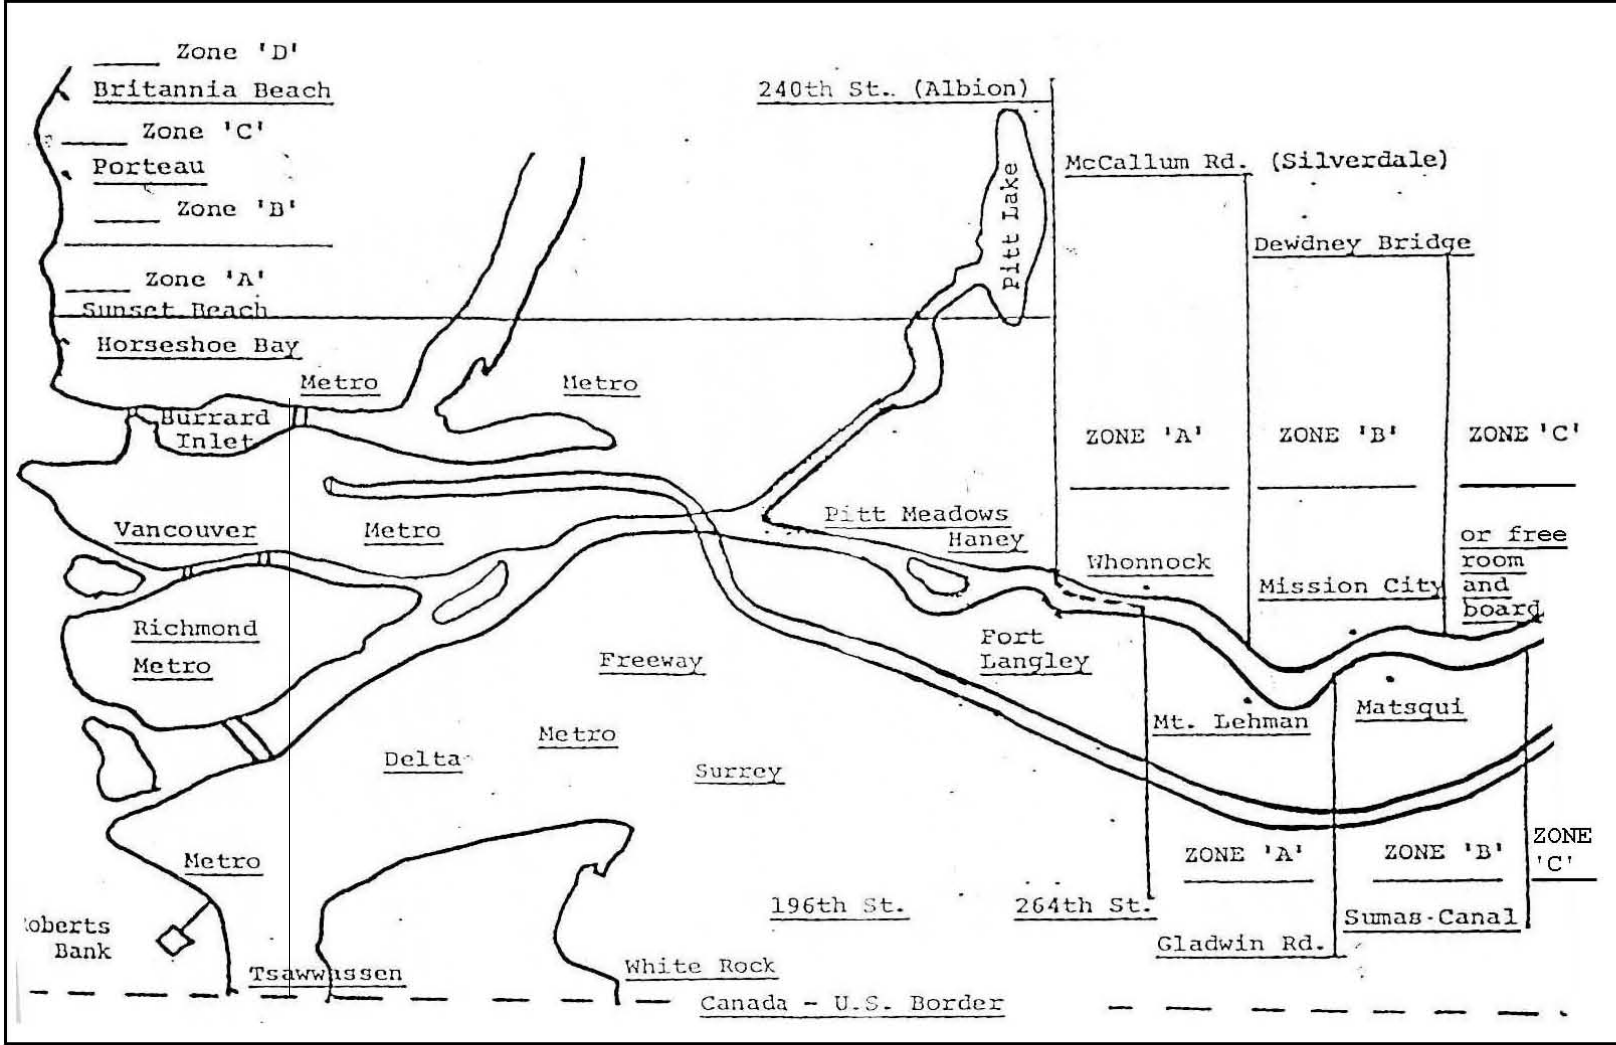 Zone 'D'
Britannia Beach
Zone 'C'
Porteau
Zone 'B'
Zone 'A'
Sunset Beach
Horseshoe Bay
Metro
Metro
Burrard
Inlet
240th St. (Albion)
Pitt Lake
McCallum Rd. (Silverdale)
Dewdney Bridge
ZONE 'A'
ZONE 'B'
ZONE 'C'
or free
room
and
board
Vancouver
Metro
Pitt Meadows
Haney
Whonnock
Mission City
Richmond
Metro
Freeway
Fort
Langley
Mt. Lehman
Matsqui
Delta
Metro
Surrey
Metro
ZONE 'A'
ZONE 'B'
ZONE
'C'
196th St.
264th St.
Gladwin Rd.
Sumas-Canal
oberts
Bank
Tsawwassen
White Rock
Canada - U.S. Border